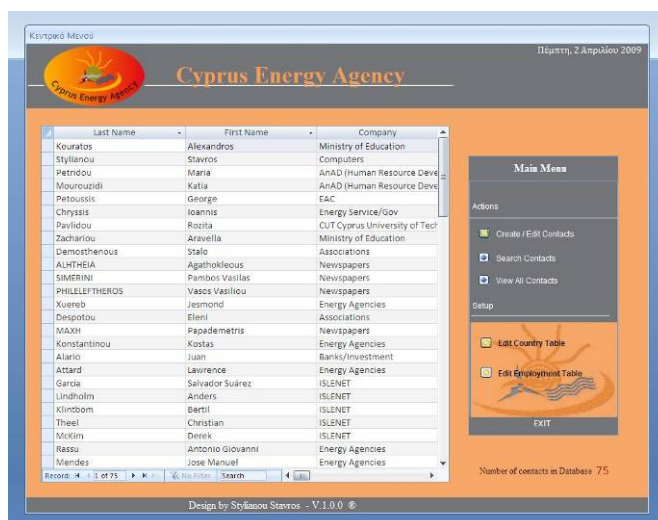 Κεντρικό Μενού
Πέμπτη, 2 Απριλίου 2009
Cyprus Energy Agency
Cyprus Energy Agency
Last Name First Name Company
Kouratos Alexandros Ministry of Education
Stylianou Stavros Computers
Petridou Maria AnAD (Human Resource Deve
Mourouzidi Katia AnAD (Human Resource Deve
Petoussis George EAC
Chryssis Ioannis Energy Service/Gov
Pavlidou Rozita CUT Cyprus University of Tech
Zachariou Aravella Ministry of Education
Demosthenous Stalo Associations
ALHTHEIA Agathokleous Newspapers
SIMERINI Pambos Vasilas Newspapers
PHILELEFTHEROS Vasos Vasiliou Newspapers
Xuereb Jesmond Energy Agencies
Despotou Eleni Associations
MAXH Papademetris Newspapers
Konstantinou Kostas Energy Agencies
Alario Juan Banks/Investment
Attard Lawrence Energy Agencies
García Salvador Suárez ISLENET
Lindholm Anders ISLENET
Klintbom Bertil ISLENET
Theel Christian ISLENET
McKim Derek ISLENET
Rassu Antonio Giovanni Energy Agencies
Mendes Jose Manuel Energy Agencies
Record: 1 of 75 No Filter Search
Main Menu
Actions
Create / Edit Contacts
Search Contacts
View All Contacts
Setup
Edit Country Table
Edit Employment Table
EXIT
Number of contacts in Database 75
Design by Stylianou Stavros - V.1.0.0 ®